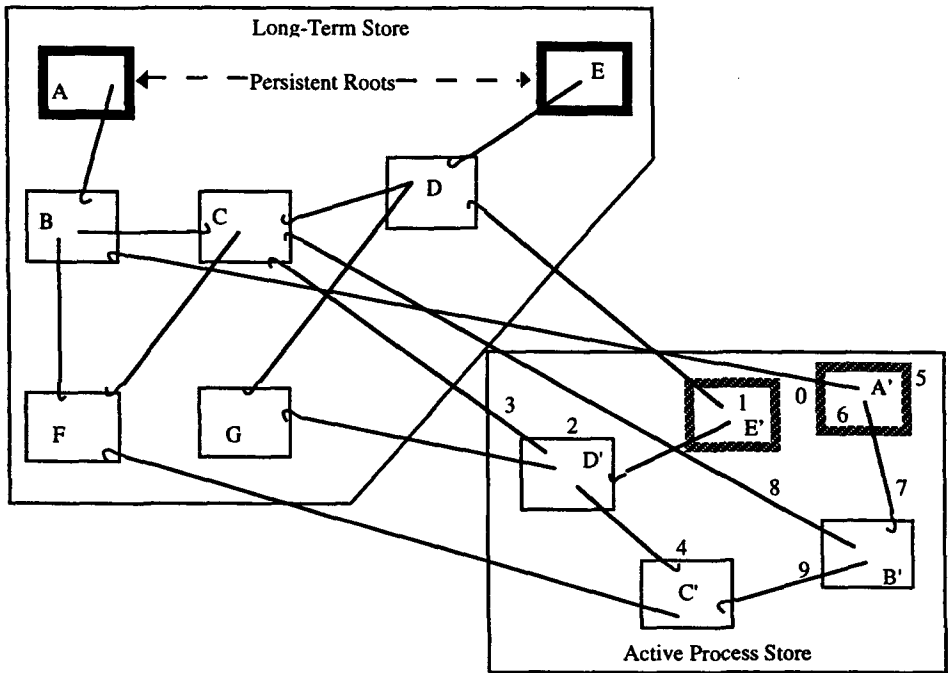 Long-Term Store
A
Persistent Roots
E
B
C
D
F
G
0
A'
5
1
6
E'
3
2
D'
7
8
4
9
B'
C'
Active Process Store